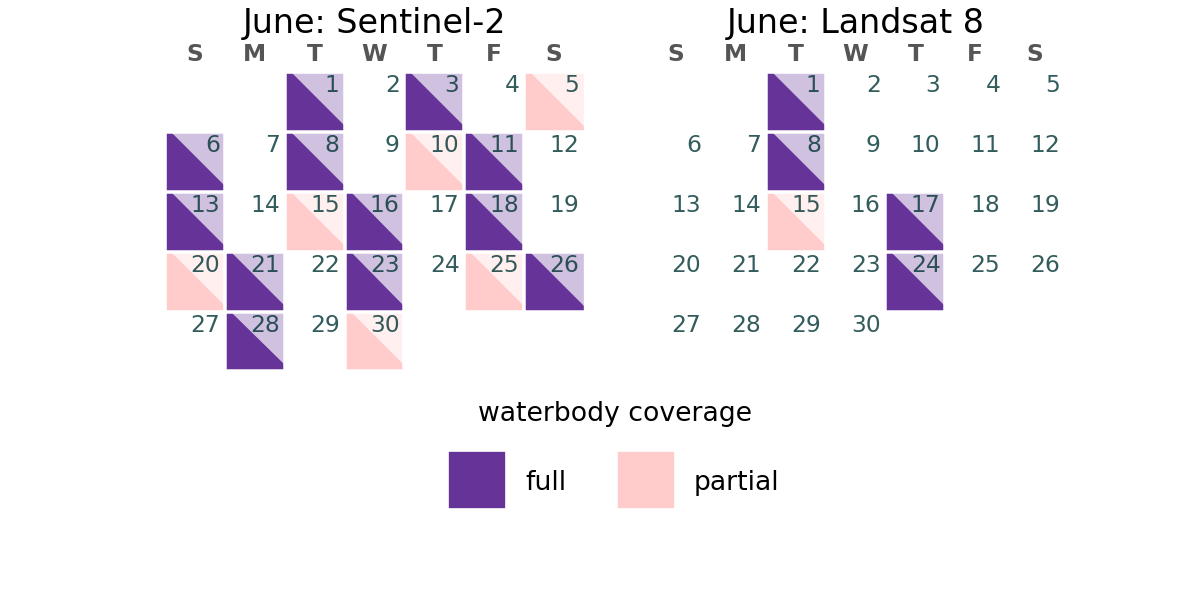 June: Sentinel-2
S M T W T F S
1 2 3 4 5
6 7 8 9 10 11 12
13 14 15 16 17 18 19
20 21 22 23 24 25 26
27 28 29 30
June: Landsat 8
S M T W T F S
1 2 3 4 5
6 7 8 9 10 11 12
13 14 15 16 17 18 19
20 21 22 23 24 25 26
27 28 29 30
waterbody coverage
full partial